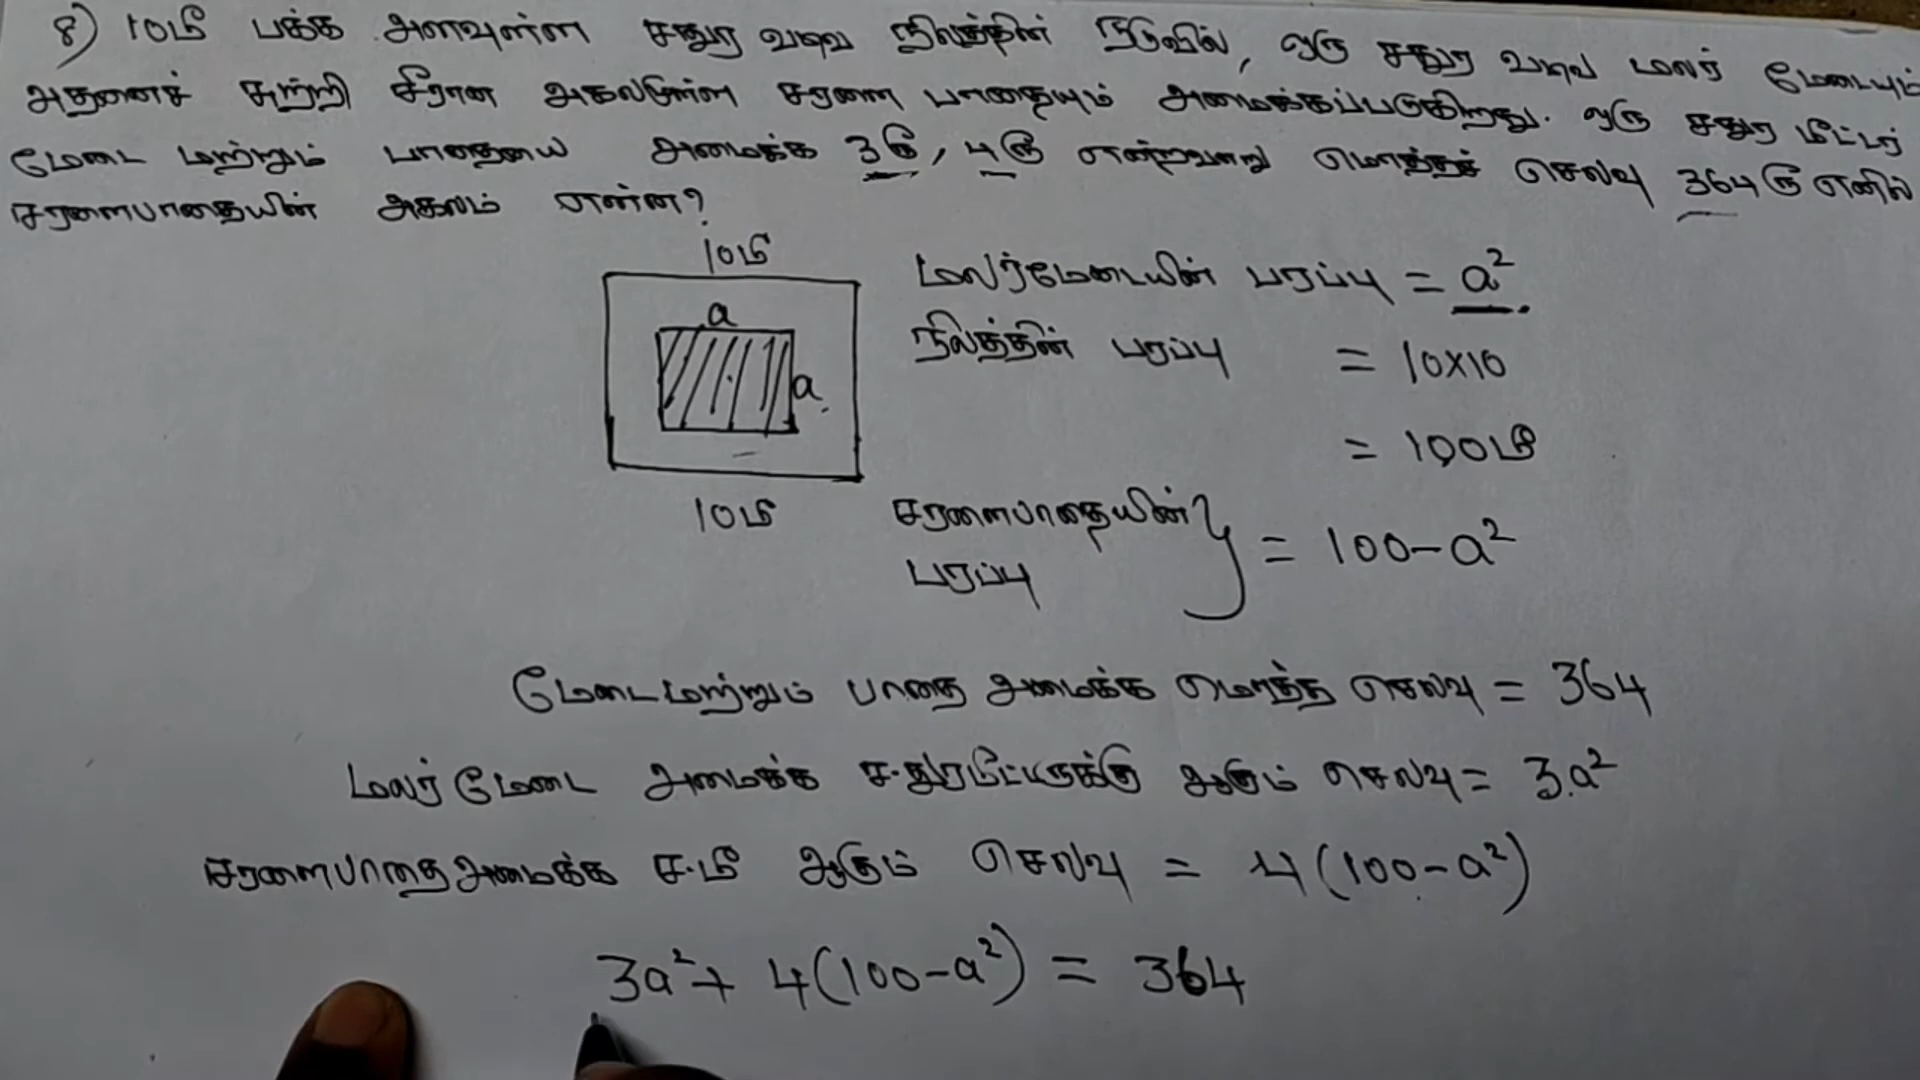 8) 10மீ பக்க அளவுள்ள சதுர வடிவ நிலத்தின் நடுவில், ஒரு சதுர வடிவ மலர் மேடையும்
அதனைச் சுற்றி சீரான அகலமுள்ள சரளை பாதையும் அமைக்கப்படுகிறது. ஒரு சதுர மீட்டர்
மேடை மற்றும் பாதையை அமைக்க 3ரூ, 4ரூ என்றவாறு மொத்தச் செலவு 364ரூ எனில்
சரளைபாதையின் அகலம் என்ன?
10மீ
a
a
10மீ
மலர்மேடையின் பரப்பு = a²
நிலத்தின் பரப்பு = 10×10
= 100மீ
சரளைபாதையின் பரப்பு } = 100-a²
மேடை மற்றும் பாதை அமைக்க மொத்த செலவு = 364
மலர் மேடை அமைக்க ச.துரமீட்டருக்கு ஆகும் செலவு = 3.a²
சரளைபாதை அமைக்க ச.மீ ஆகும் செலவு = 4(100-a²)
3a²+ 4(100-a²) = 364